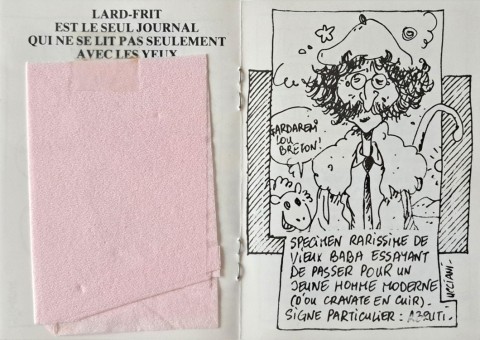 LARD-FRIT
EST LE SEUL JOURNAL
QUI NE SE LIT PAS SEULEMENT
AVEC LES YEUX
GARDAREM
LOU
BRETON!
SPECIMEN RARISSIME DE
VIEUX BABA ESSAYANT
DE PASSER POUR UN
JEUNE HOMME MODERNE
(D'OU CRAVATE EN CUIR).
SIGNE PARTICULIER : ABRUTI.